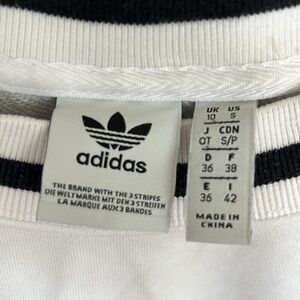 adidas
THE BRAND WITH THE 3 STRIPES
DIE WELTMARKE MIT DEN 3 STREIFEN
LA MARQUE AUX 3 BANDES
UK US
10 S
J CDN
OT S/P
D F
36 38
E I
36 42
MADE IN
CHINA